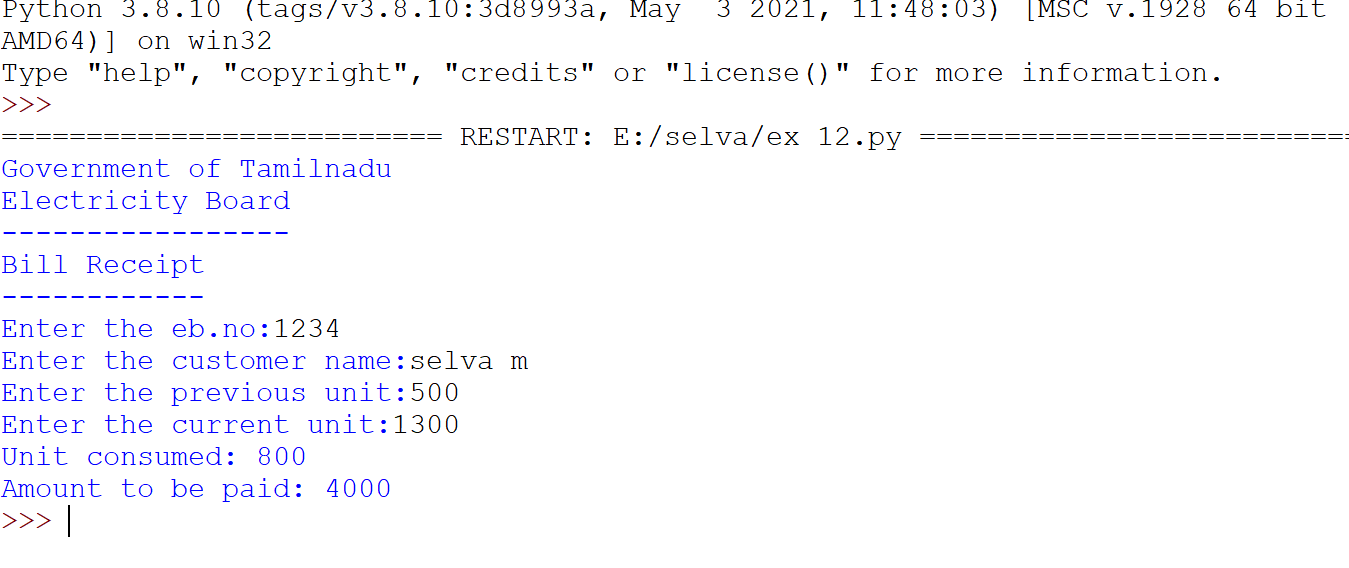 Python 3.8.10 (tags/v3.8.10:3d8993a, May  3 2021, 11:48:03) [MSC v.1928 64 bit
AMD64)] on win32
Type "help", "copyright", "credits" or "license()" for more information.
>>>
========================== RESTART: E:/selva/ex 12.py ==========================
Government of Tamilnadu
Electricity Board
-----------------
Bill Receipt
------------
Enter the eb.no:1234
Enter the customer name:selva m
Enter the previous unit:500
Enter the current unit:1300
Unit consumed: 800
Amount to be paid: 4000
>>>